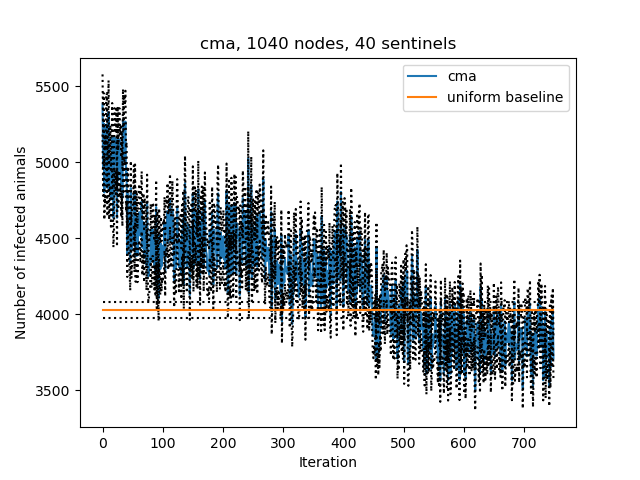 cma, 1040 nodes, 40 sentinels
cma
uniform baseline
Number of infected animals
5500
5000
4500
4000
3500
0 100 200 300 400 500 600 700
Iteration